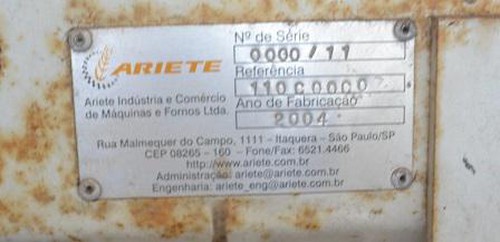 Nº de Série
0000/11
ARIETE
Referência
11000000
Ariete Indústria e Comércio
de Máquinas e Fornos Ltda.
Ano de Fabricação
2004
Rua Malmequer do Campo, 1111 - Itaquera - São Paulo/SP
CEP 08265 - 160 - Fone/Fax: 6521.4466
http://www.ariete.com.br
Administração: ariete@ariete.com.br
Engenharia: ariete_eng@ariete.com.br